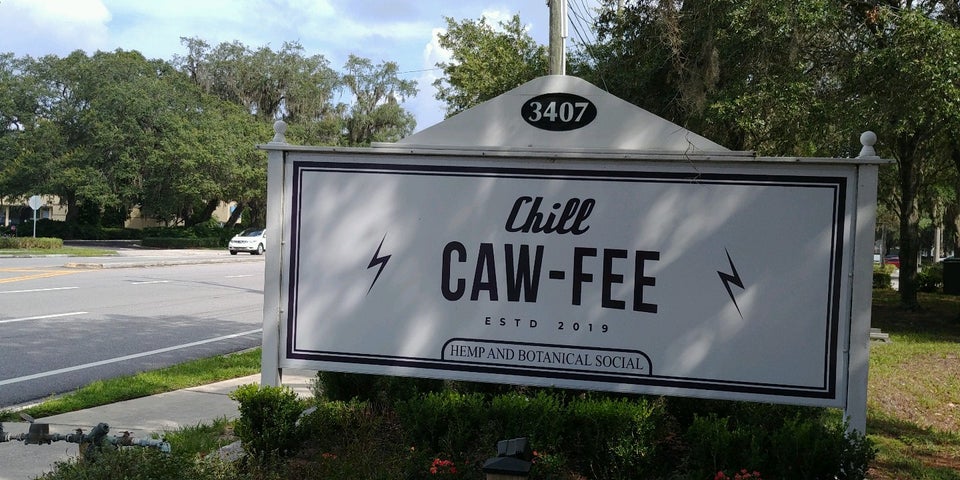 3407
Chill
CAW-FEE
ESTD 2019
HEMP AND BOTANICAL SOCIAL